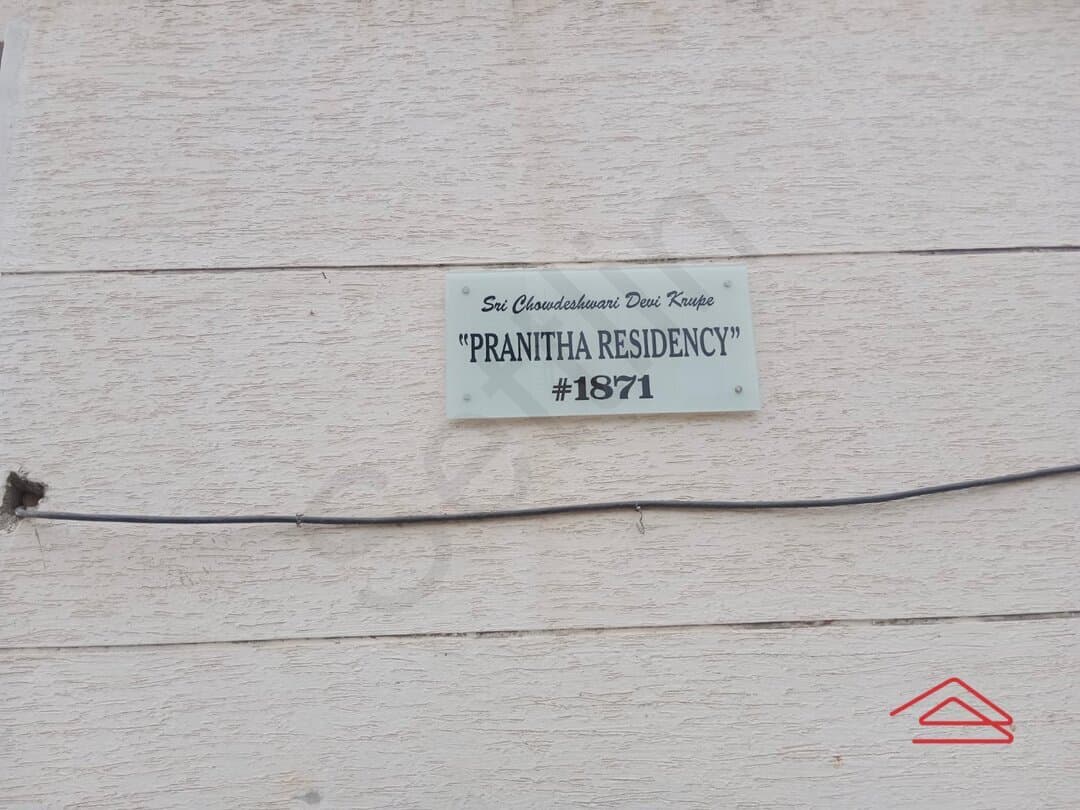 Sri Chowdeshwari Devi Krupe
"PRANITHA RESIDENCY"
#1871